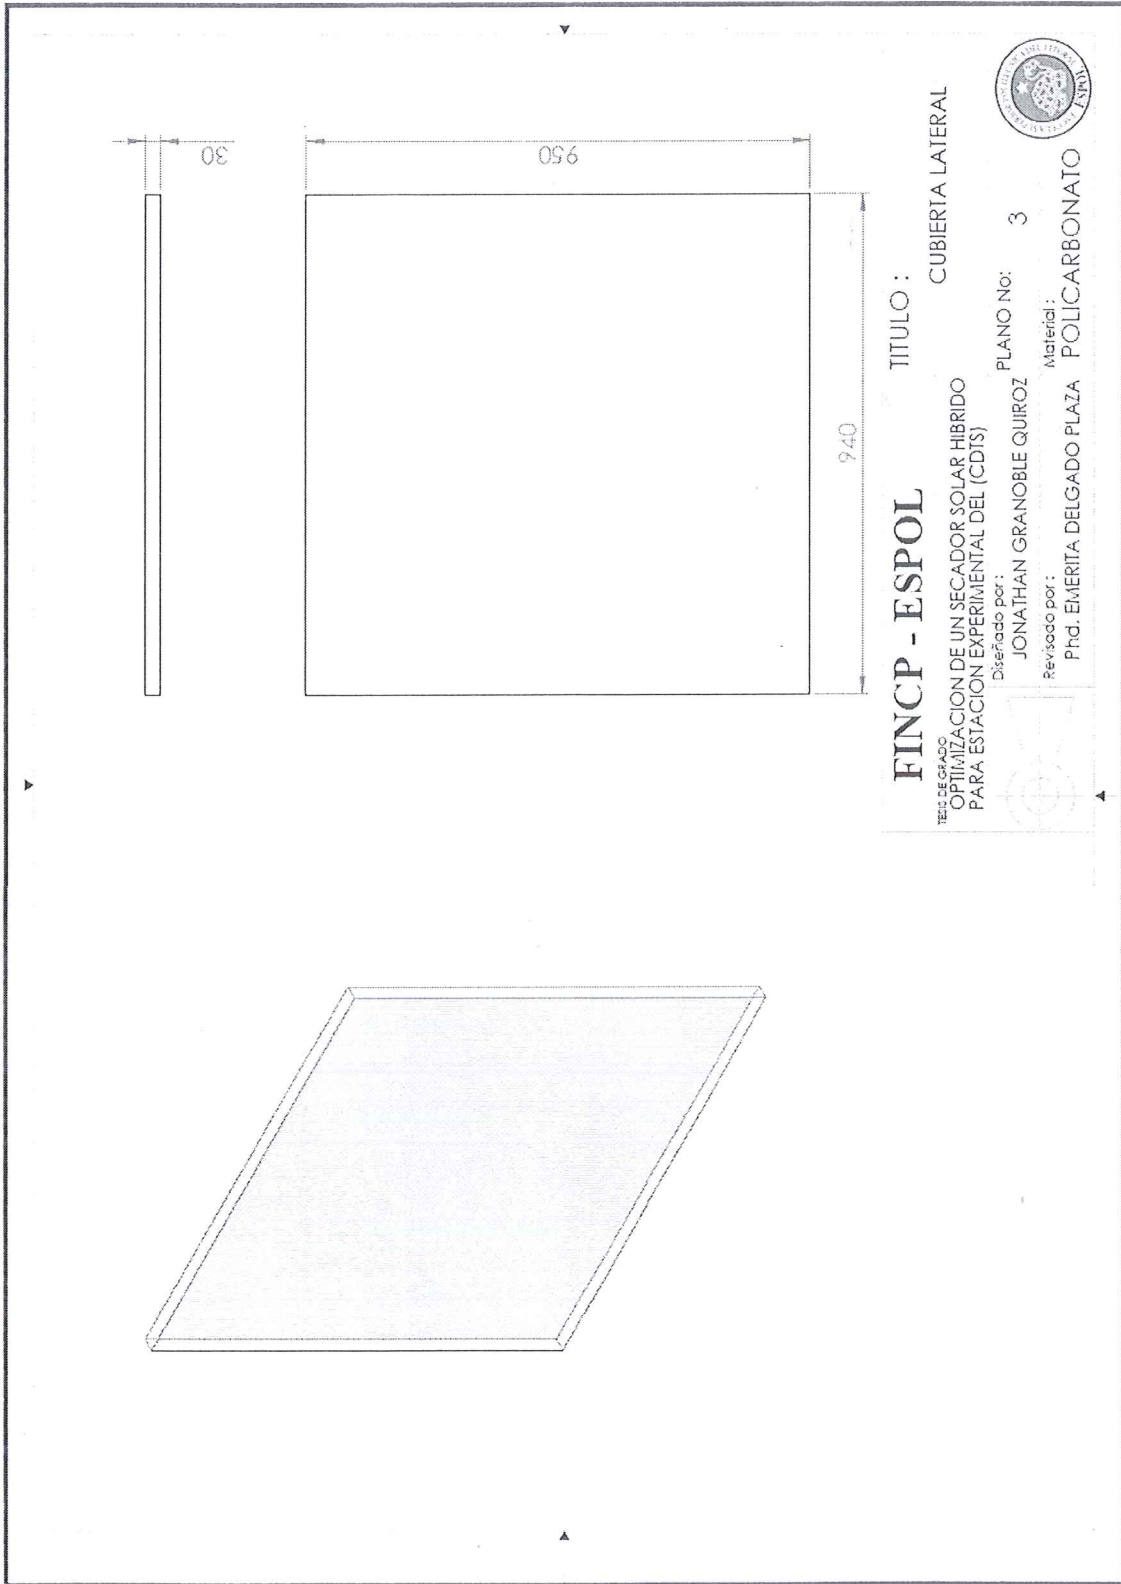 30
950
940
FINCP - ESPOL
TITULO :
CUBIERTA LATERAL
TESIS DE GRADO
OPTIMIZACION DE UN SECADOR SOLAR HIBRIDO
PARA ESTACION EXPERIMENTAL DEL (CDTS)
Diseñado por :
JONATHAN GRANOBLE QUIROZ
PLANO No:
3
Revisado por :
Phd. EMERITA DELGADO PLAZA
Material :
POLICARBONATO
ESPOL